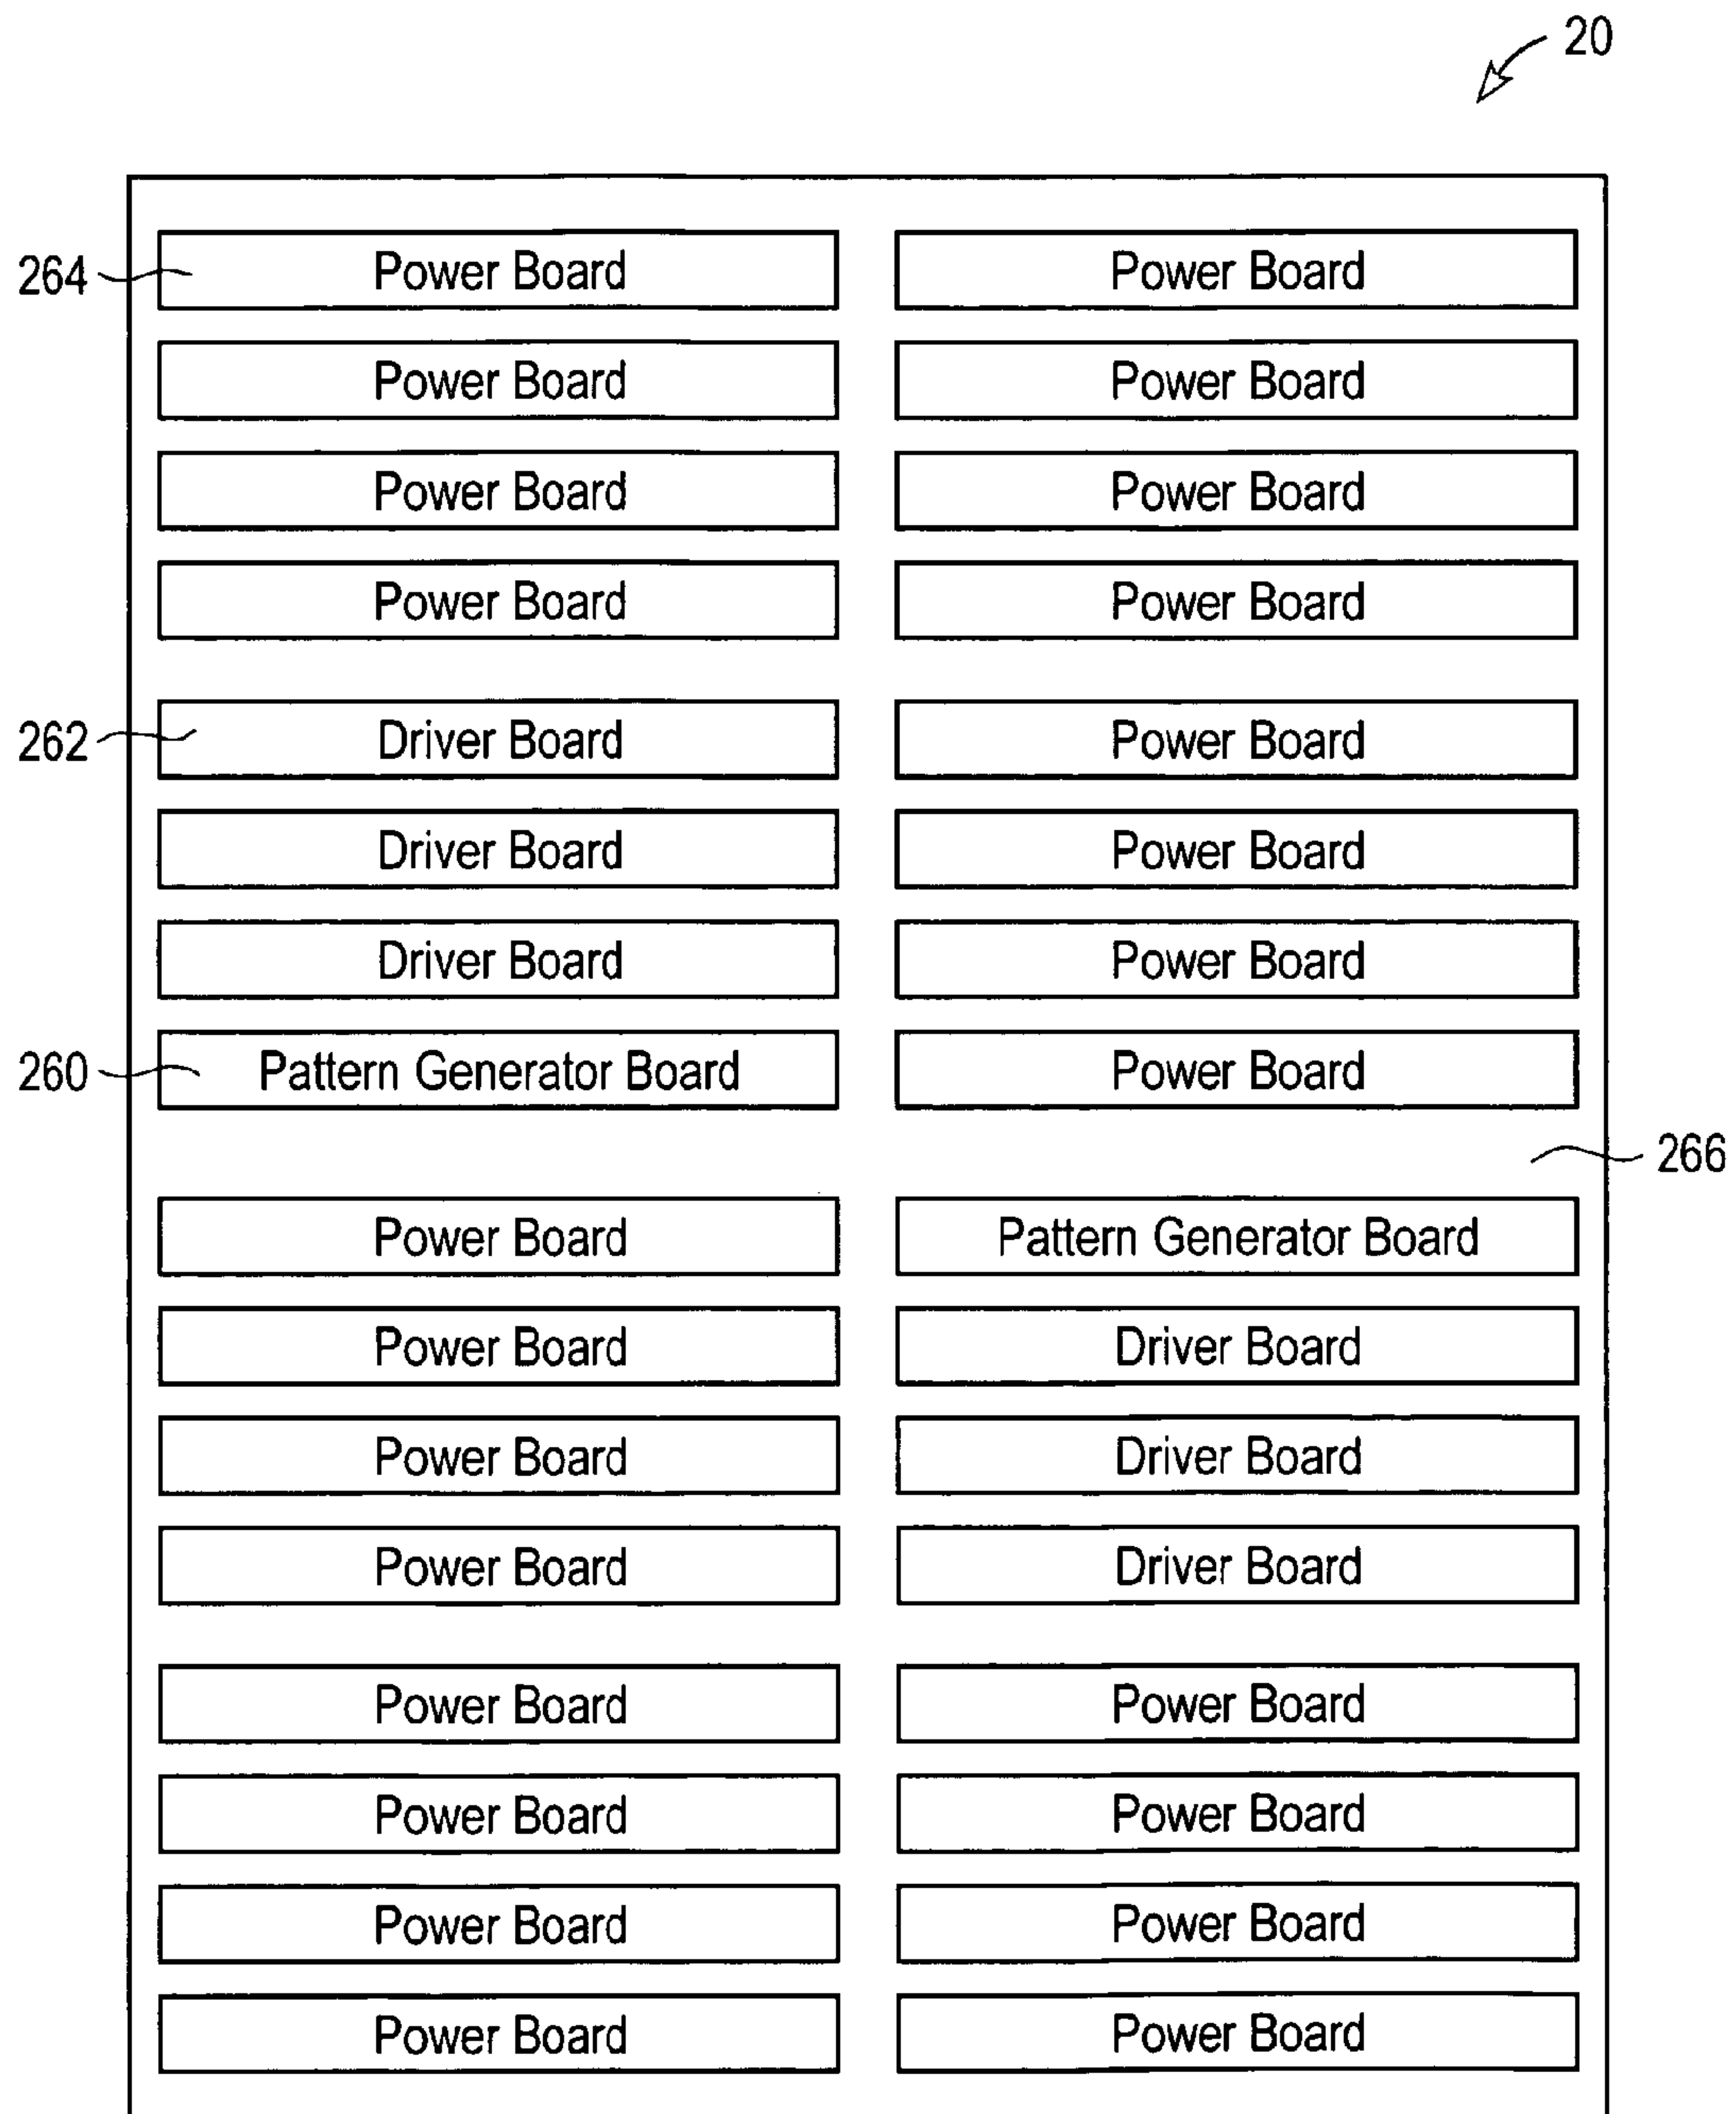 20
264 Power Board Power Board
Power Board Power Board
Power Board Power Board
Power Board Power Board
262 Driver Board Power Board
Driver Board Power Board
Driver Board Power Board
260 Pattern Generator Board Power Board
266
Power Board Pattern Generator Board
Power Board Driver Board
Power Board Driver Board
Power Board Driver Board
Power Board Power Board
Power Board Power Board
Power Board Power Board
Power Board Power Board